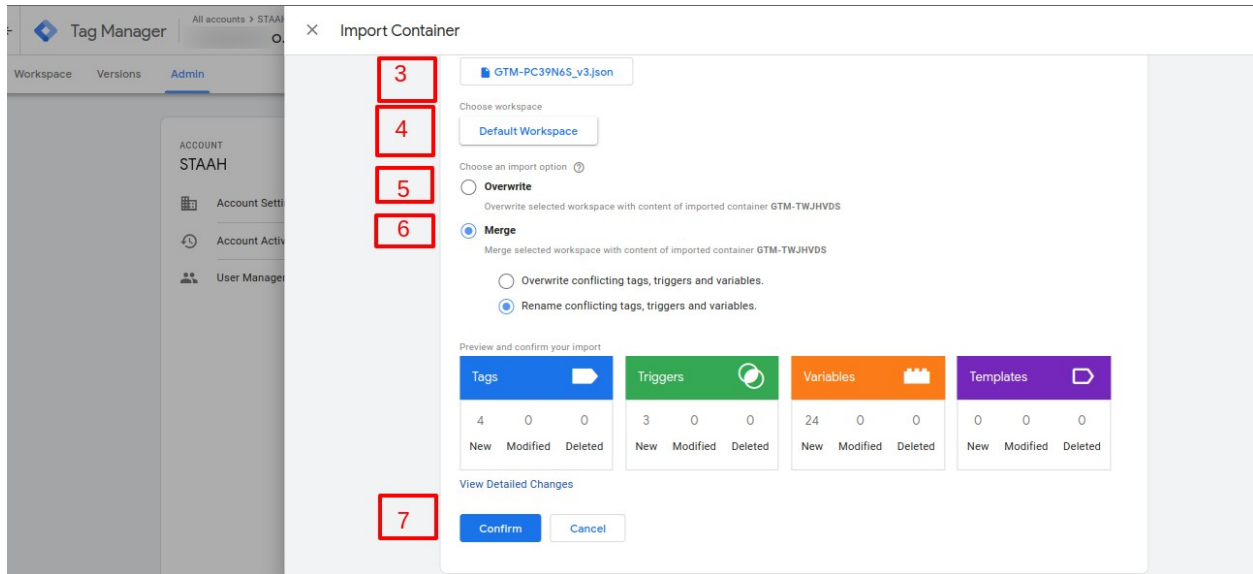 All accounts > STAAH
Tag Manager
O.
Import Container
Workspace Versions Admin
3
GTM-PC39N6S_v3.json
Choose workspace
4
Default Workspace
ACCOUNT
STAAH
Choose an import option
5
Overwrite
Overwrite selected workspace with content of imported container GTM-TWJHVDS
Account Setti
6
Merge
Merge selected workspace with content of imported container GTM-TWJHVDS
Account Activ
User Manager
Overwrite conflicting tags, triggers and variables.
Rename conflicting tags, triggers and variables.
Preview and confirm your import
Tags Triggers Variables Templates
4 0 0 3 0 0 24 0 0 0 0 0
New Modified Deleted New Modified Deleted New Modified Deleted New Modified Deleted
View Detailed Changes
7
Confirm Cancel